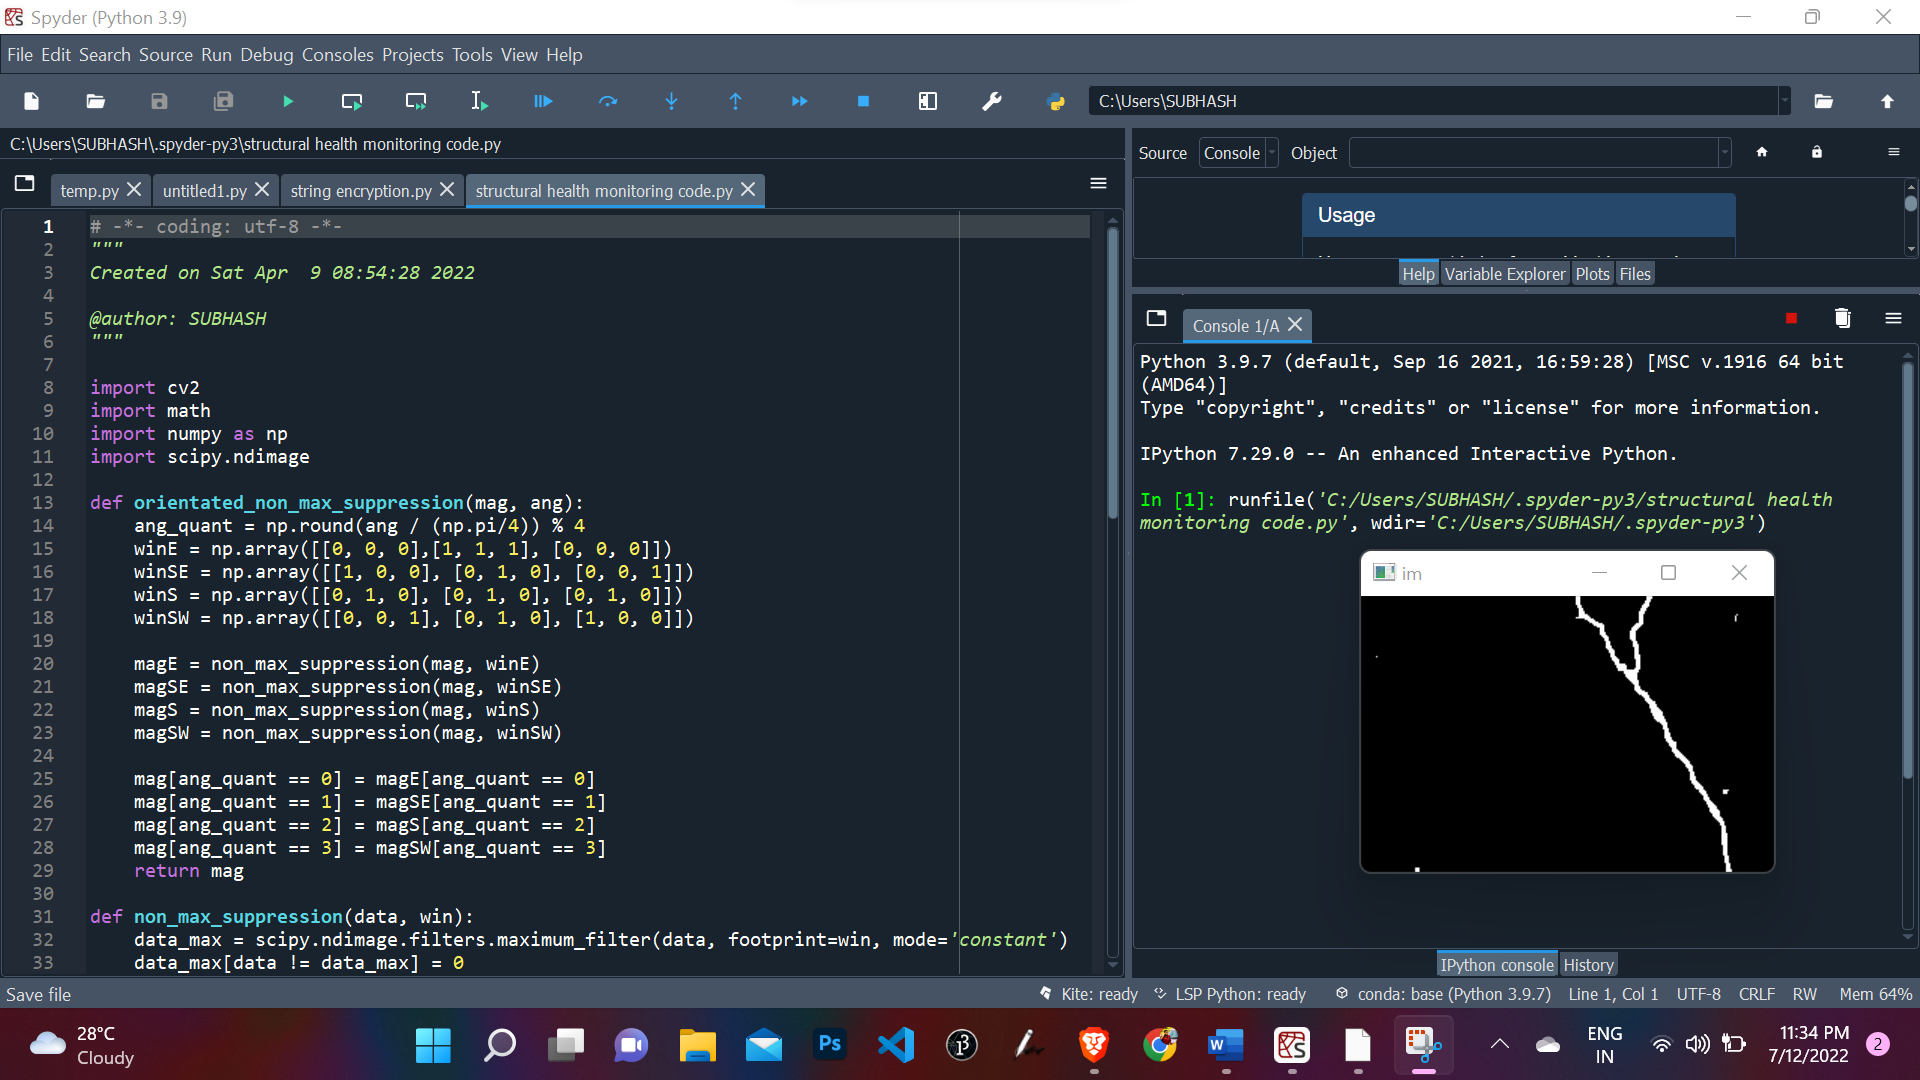 Spyder (Python 3.9)
File Edit Search Source Run Debug Consoles Projects Tools View Help
C:\Users\SUBHASH
C:\Users\SUBHASH\.spyder-py3\structural health monitoring code.py
temp.py
untitled1.py
string encryption.py
structural health monitoring code.py
1 # -*- coding: utf-8 -*-
2 """
3 Created on Sat Apr  9 08:54:28 2022
4
5 @author: SUBHASH
6 """
7
8 import cv2
9 import math
10 import numpy as np
11 import scipy.ndimage
12
13 def orientated_non_max_suppression(mag, ang):
14     ang_quant = np.round(ang / (np.pi/4)) % 4
15     winE = np.array([[0, 0, 0],[1, 1, 1], [0, 0, 0]])
16     winSE = np.array([[1, 0, 0], [0, 1, 0], [0, 0, 1]])
17     winS = np.array([[0, 1, 0], [0, 1, 0], [0, 1, 0]])
18     winSW = np.array([[0, 0, 1], [0, 1, 0], [1, 0, 0]])
19
20     magE = non_max_suppression(mag, winE)
21     magSE = non_max_suppression(mag, winSE)
22     magS = non_max_suppression(mag, winS)
23     magSW = non_max_suppression(mag, winSW)
24
25     mag[ang_quant == 0] = magE[ang_quant == 0]
26     mag[ang_quant == 1] = magSE[ang_quant == 1]
27     mag[ang_quant == 2] = magS[ang_quant == 2]
28     mag[ang_quant == 3] = magSW[ang_quant == 3]
29     return mag
30
31 def non_max_suppression(data, win):
32     data_max = scipy.ndimage.filters.maximum_filter(data, footprint=win, mode='constant')
33     data_max[data != data_max] = 0
Source Console Object
Usage
Help Variable Explorer Plots Files
Console 1/A
Python 3.9.7 (default, Sep 16 2021, 16:59:28) [MSC v.1916 64 bit
(AMD64)]
Type "copyright", "credits" or "license" for more information.
IPython 7.29.0 -- An enhanced Interactive Python.
In [1]: runfile('C:/Users/SUBHASH/.spyder-py3/structural health
monitoring code.py', wdir='C:/Users/SUBHASH/.spyder-py3')
im
IPython console History
Save file
Kite: ready LSP Python: ready conda: base (Python 3.9.7) Line 1, Col 1 UTF-8 CRLF RW Mem 64%
28°C
Cloudy
Ps
ENG
IN
11:34 PM
7/12/2022
2